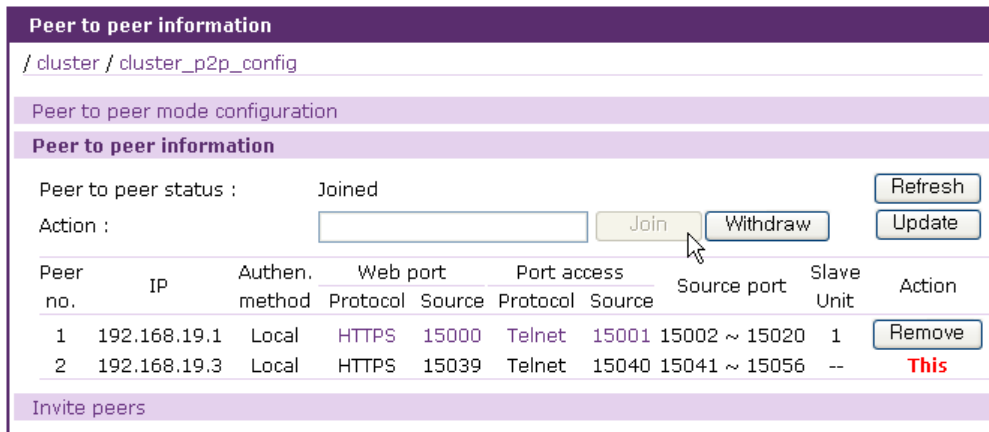 Peer to peer information
/ cluster / cluster_p2p_config
Peer to peer mode configuration
Peer to peer information
Peer to peer status : Joined Refresh
Action : Join Withdraw Update
Peer no. IP Authen. method Web port Protocol Source Port access Protocol Source Source port Slave Unit Action
1 192.168.19.1 Local HTTPS 15000 Telnet 15001 15002 ~ 15020 1 Remove
2 192.168.19.3 Local HTTPS 15039 Telnet 15040 15041 ~ 15056 -- This
Invite peers